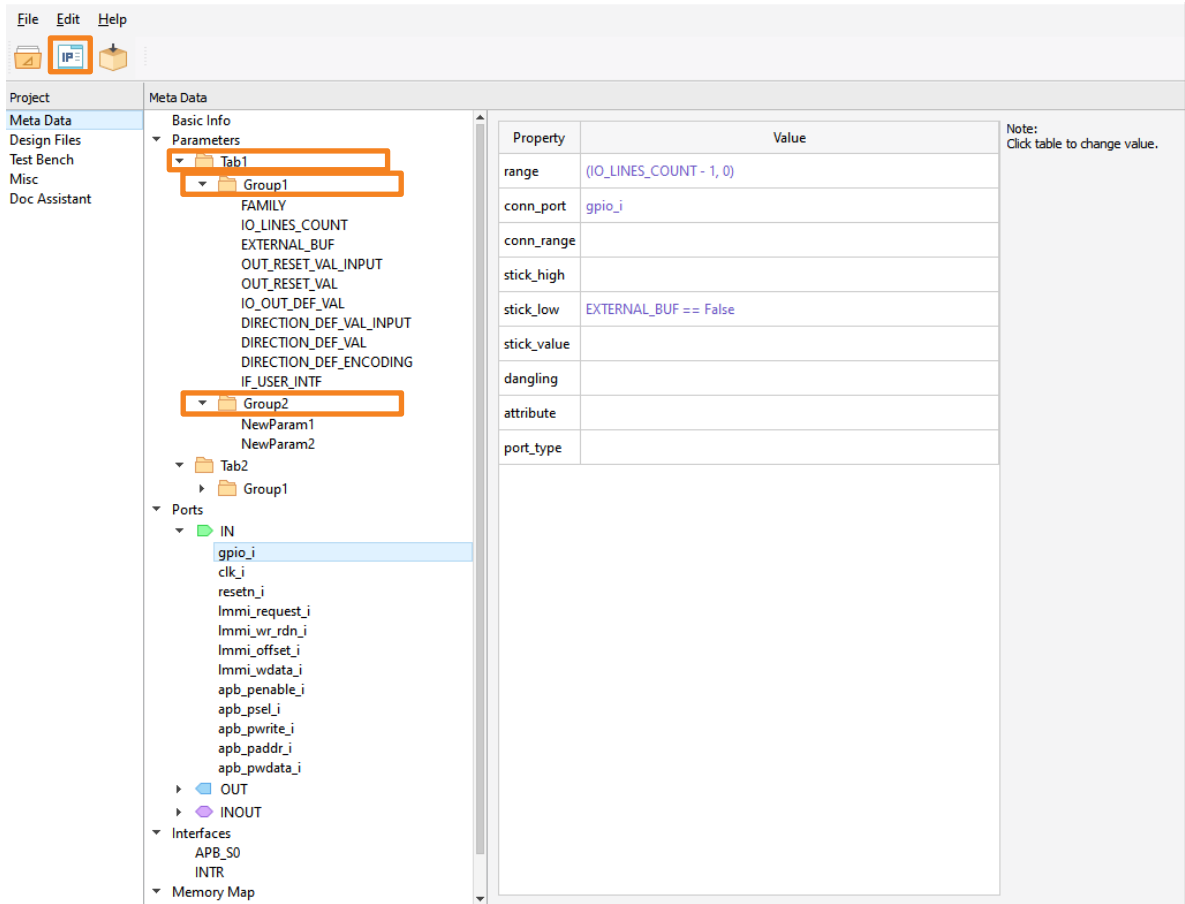 File Edit Help
IP
Project
Meta Data
Design Files
Test Bench
Misc
Doc Assistant
Meta Data
Basic Info
Parameters
Tab1
Group1
FAMILY
IO_LINES_COUNT
EXTERNAL_BUF
OUT_RESET_VAL_INPUT
OUT_RESET_VAL
IO_OUT_DEF_VAL
DIRECTION_DEF_VAL_INPUT
DIRECTION_DEF_VAL
DIRECTION_DEF_ENCODING
IF_USER_INTF
Group2
NewParam1
NewParam2
Tab2
Group1
Ports
IN
gpio_i
clk_i
resetn_i
lmmi_request_i
lmmi_wr_rdn_i
lmmi_offset_i
lmmi_wdata_i
apb_penable_i
apb_psel_i
apb_pwrite_i
apb_paddr_i
apb_pwdata_i
OUT
INOUT
Interfaces
APB_S0
INTR
Memory Map
Property Value
range (IO_LINES_COUNT - 1, 0)
conn_port gpio_i
conn_range
stick_high
stick_low EXTERNAL_BUF == False
stick_value
dangling
attribute
port_type
Note:
Click table to change value.